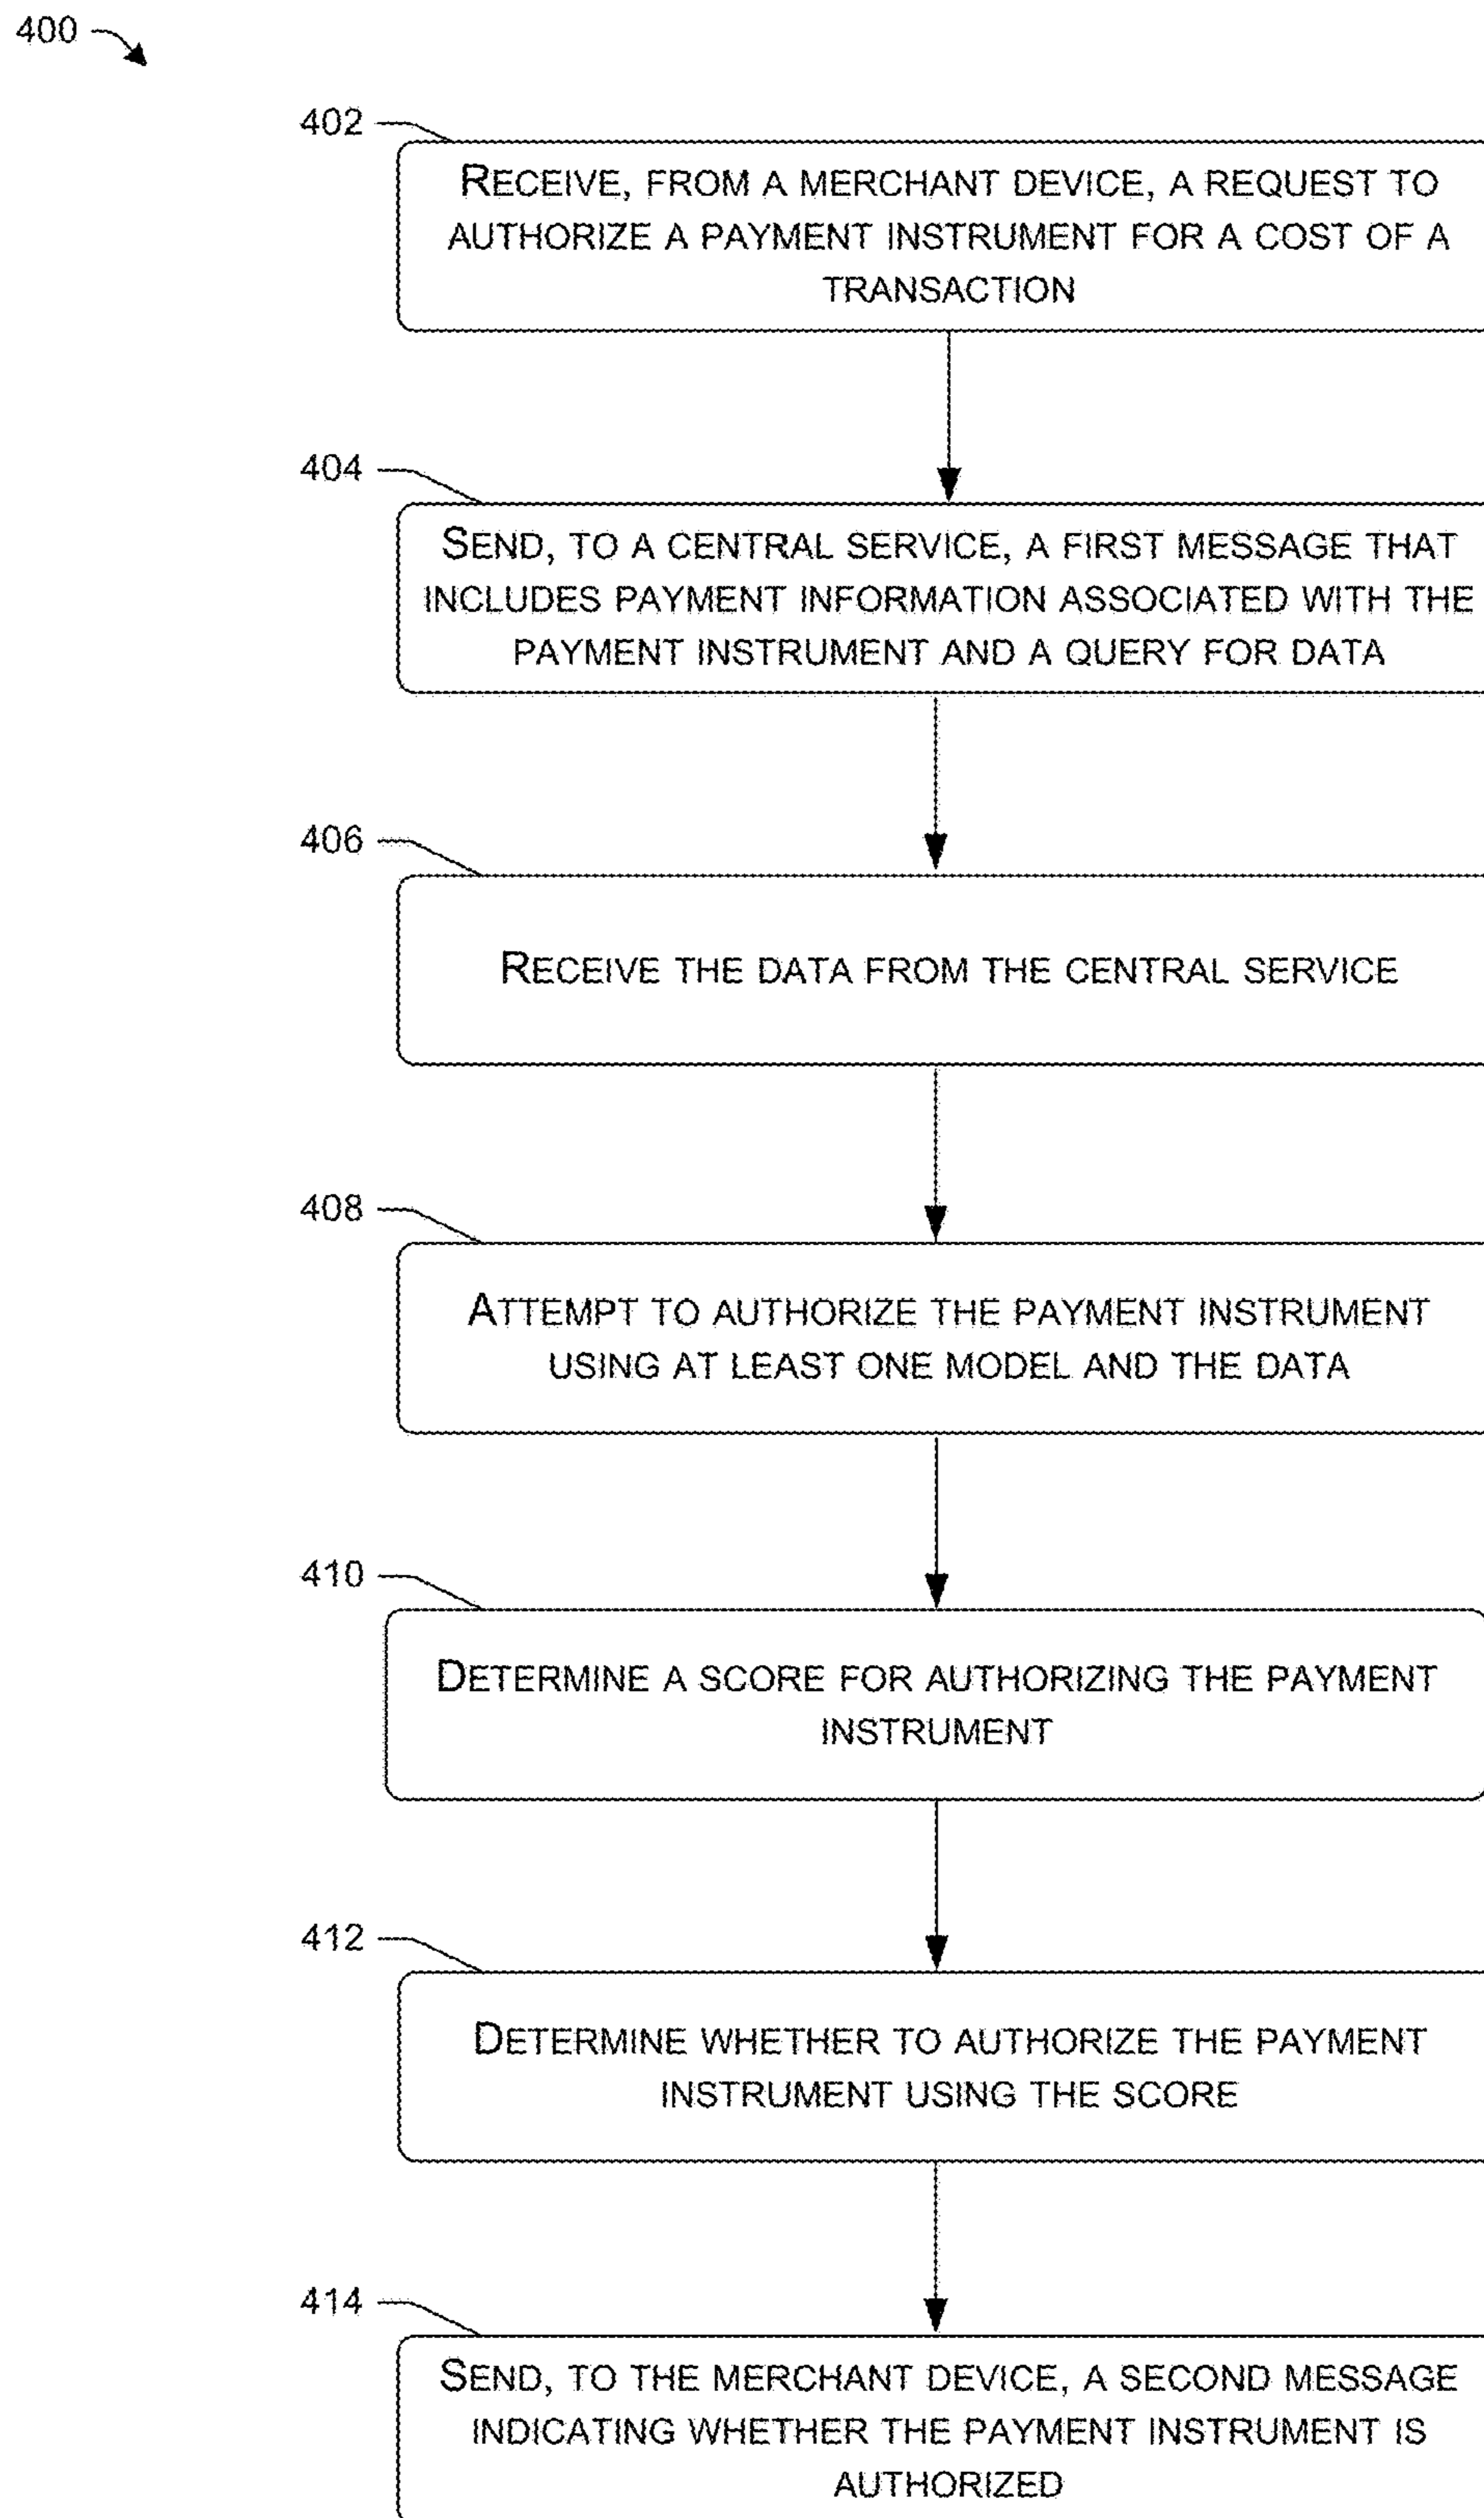 400
402
RECEIVE, FROM A MERCHANT DEVICE, A REQUEST TO
AUTHORIZE A PAYMENT INSTRUMENT FOR A COST OF A
TRANSACTION
404
SEND, TO A CENTRAL SERVICE, A FIRST MESSAGE THAT
INCLUDES PAYMENT INFORMATION ASSOCIATED WITH THE
PAYMENT INSTRUMENT AND A QUERY FOR DATA
406
RECEIVE THE DATA FROM THE CENTRAL SERVICE
408
ATTEMPT TO AUTHORIZE THE PAYMENT INSTRUMENT
USING AT LEAST ONE MODEL AND THE DATA
410
DETERMINE A SCORE FOR AUTHORIZING THE PAYMENT
INSTRUMENT
412
DETERMINE WHETHER TO AUTHORIZE THE PAYMENT
INSTRUMENT USING THE SCORE
414
SEND, TO THE MERCHANT DEVICE, A SECOND MESSAGE
INDICATING WHETHER THE PAYMENT INSTRUMENT IS
AUTHORIZED